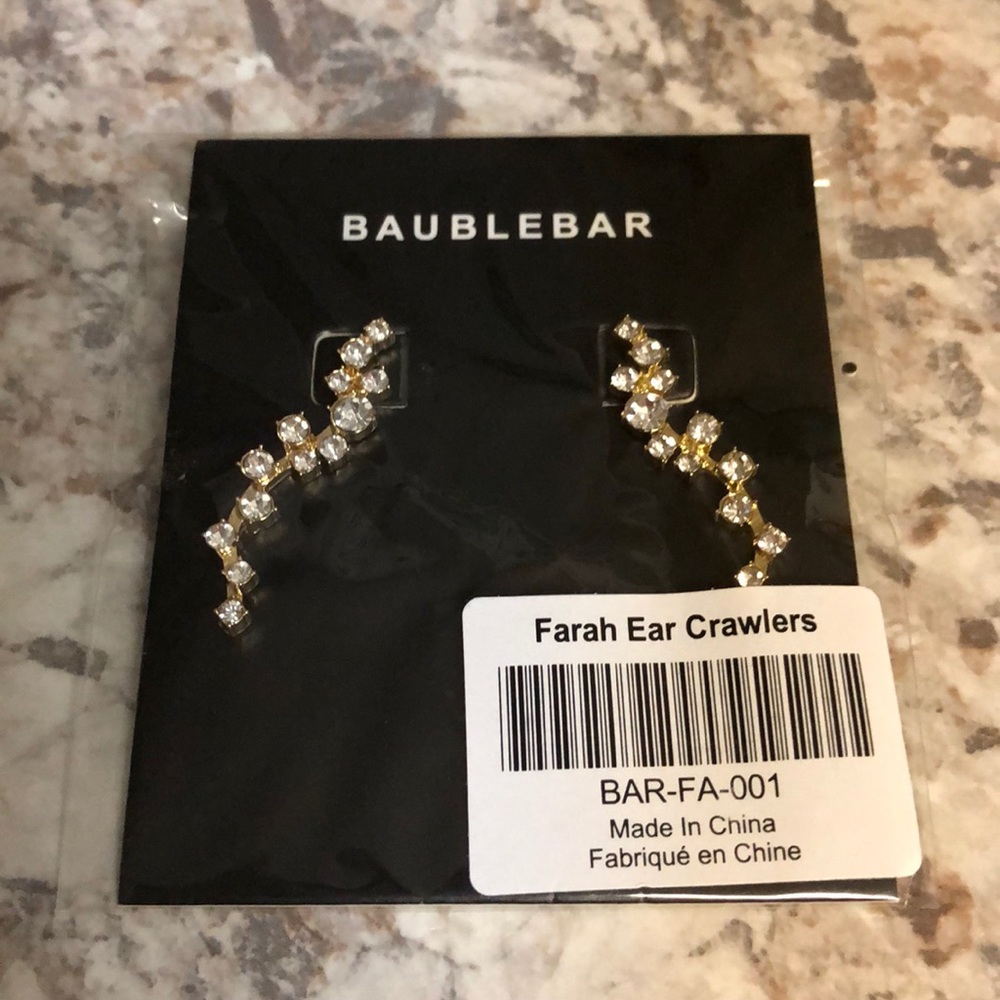 BAUBLEBAR
Farah Ear Crawlers
BAR-FA-001
Made In China
Fabriqué en Chine